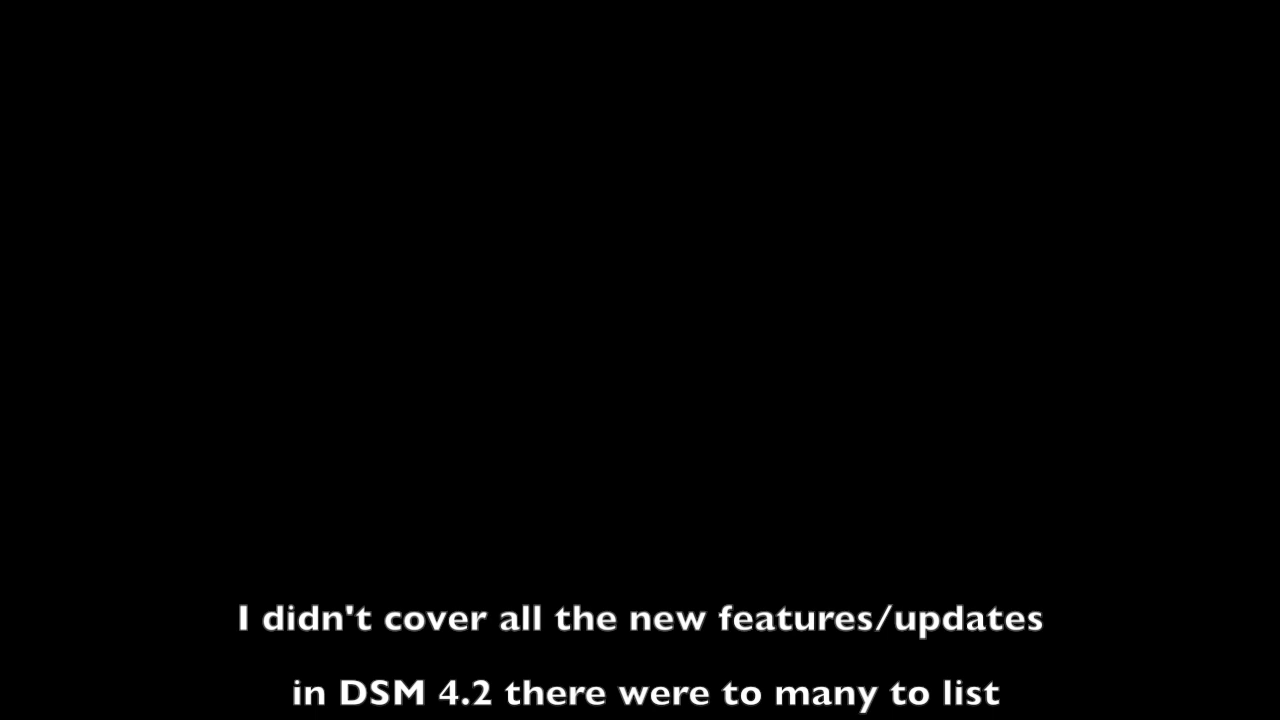 I didn't cover all the new features/updates
in DSM 4.2 there were to many to list